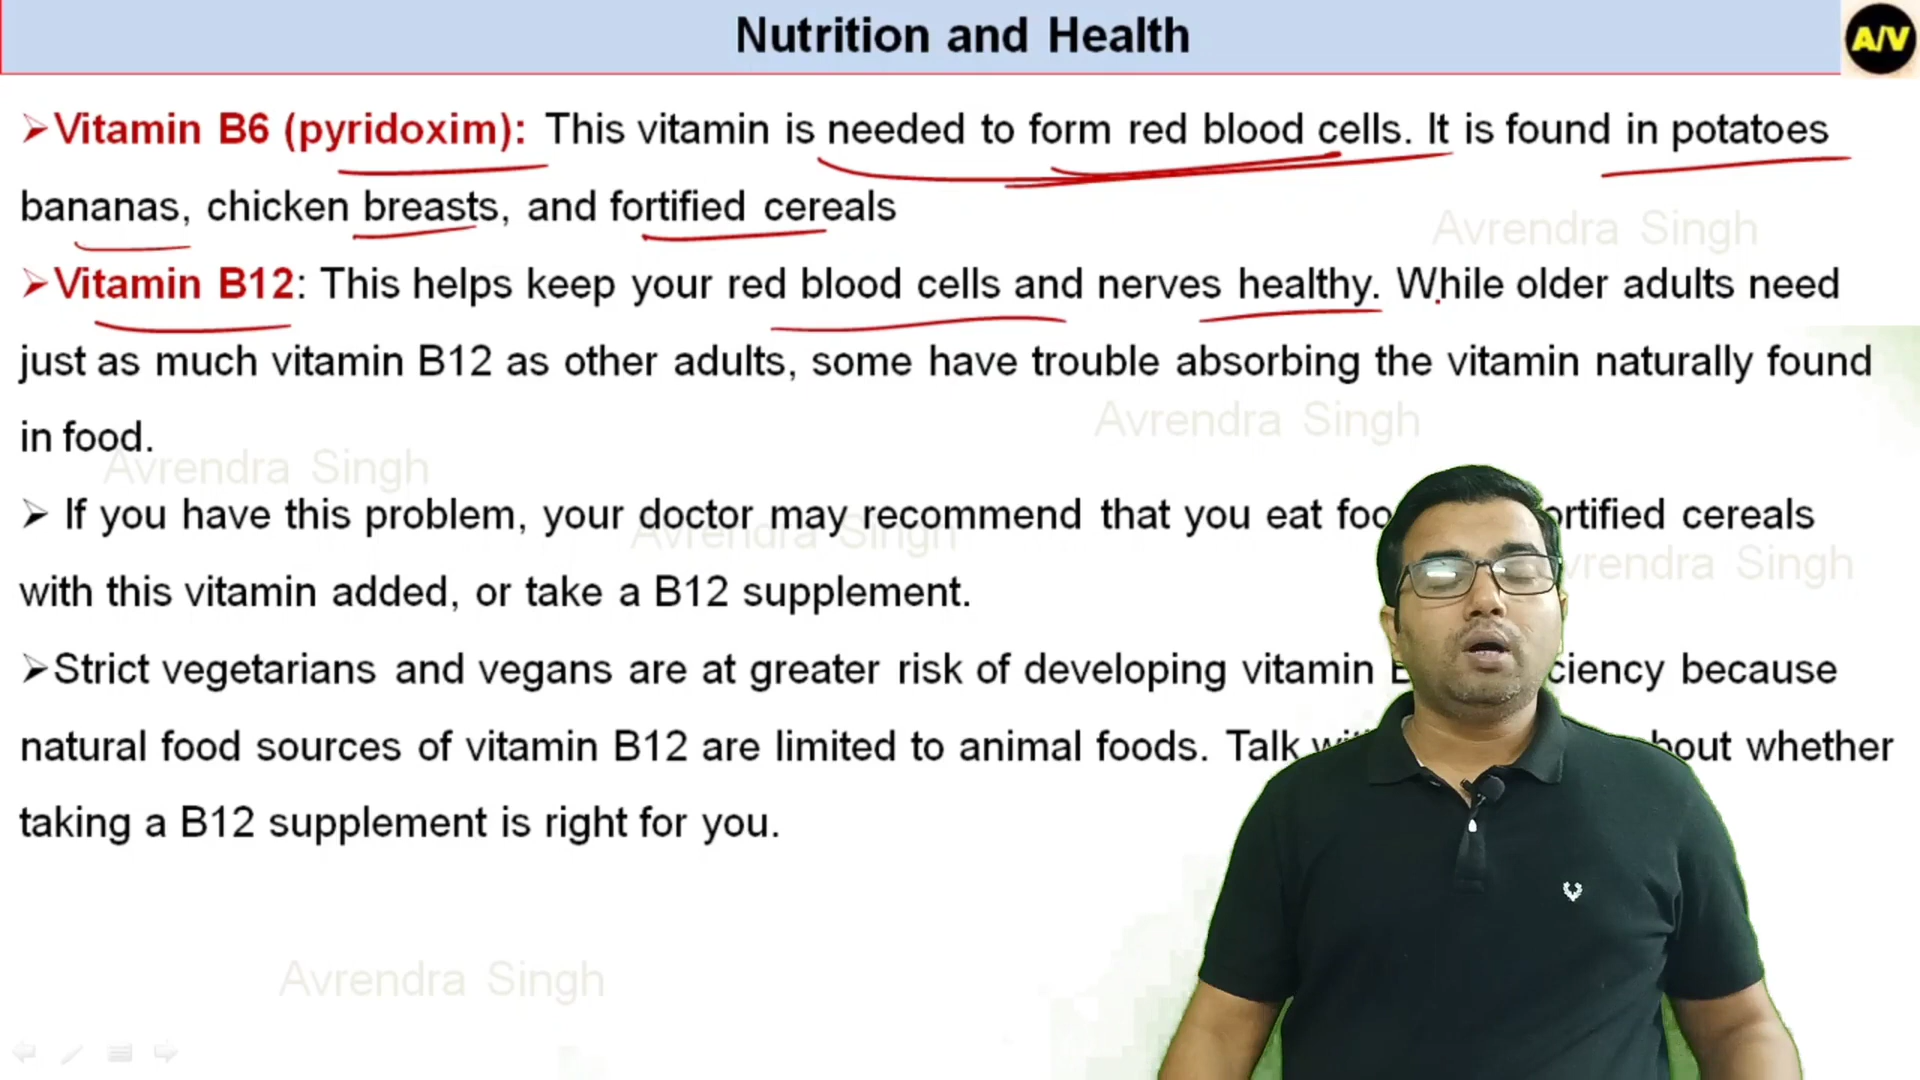 Nutrition and Health
A/V
➢Vitamin B6 (pyridoxim): This vitamin is needed to form red blood cells. It is found in potatoes
bananas, chicken breasts, and fortified cereals
Avrendra Singh
➢Vitamin B12: This helps keep your red blood cells and nerves healthy. While older adults need
just as much vitamin B12 as other adults, some have trouble absorbing the vitamin naturally found
Avrendra Singh
in food.
Avrendra Singh
➢ If you have this problem, your doctor may recommend that you eat cereals
Avrendra Singh
Singh
with this vitamin added, or take a B12 supplement.
➢Strict vegetarians and vegans are at greater risk of developing vitamin because
natural food sources of vitamin B12 are limited to animal foods. Talk whether
taking a B12 supplement is right for you.
Avrendra Singh